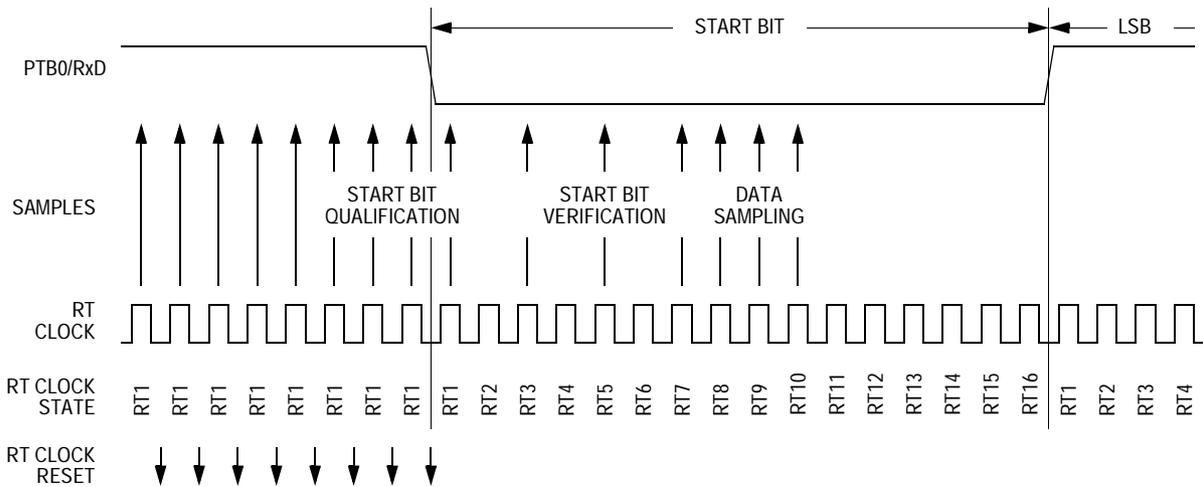 START BIT
LSB
PTB0/RxD
SAMPLES
START BIT
QUALIFICATION
START BIT
VERIFICATION
DATA
SAMPLING
RT
CLOCK
RT CLOCK
STATE
RT1 RT1 RT1 RT1 RT1 RT1 RT1 RT1 RT1 RT2 RT3 RT4 RT5 RT6 RT7 RT8 RT9 RT10 RT11 RT12 RT13 RT14 RT15 RT16 RT1 RT2 RT3 RT4
RT CLOCK
RESET